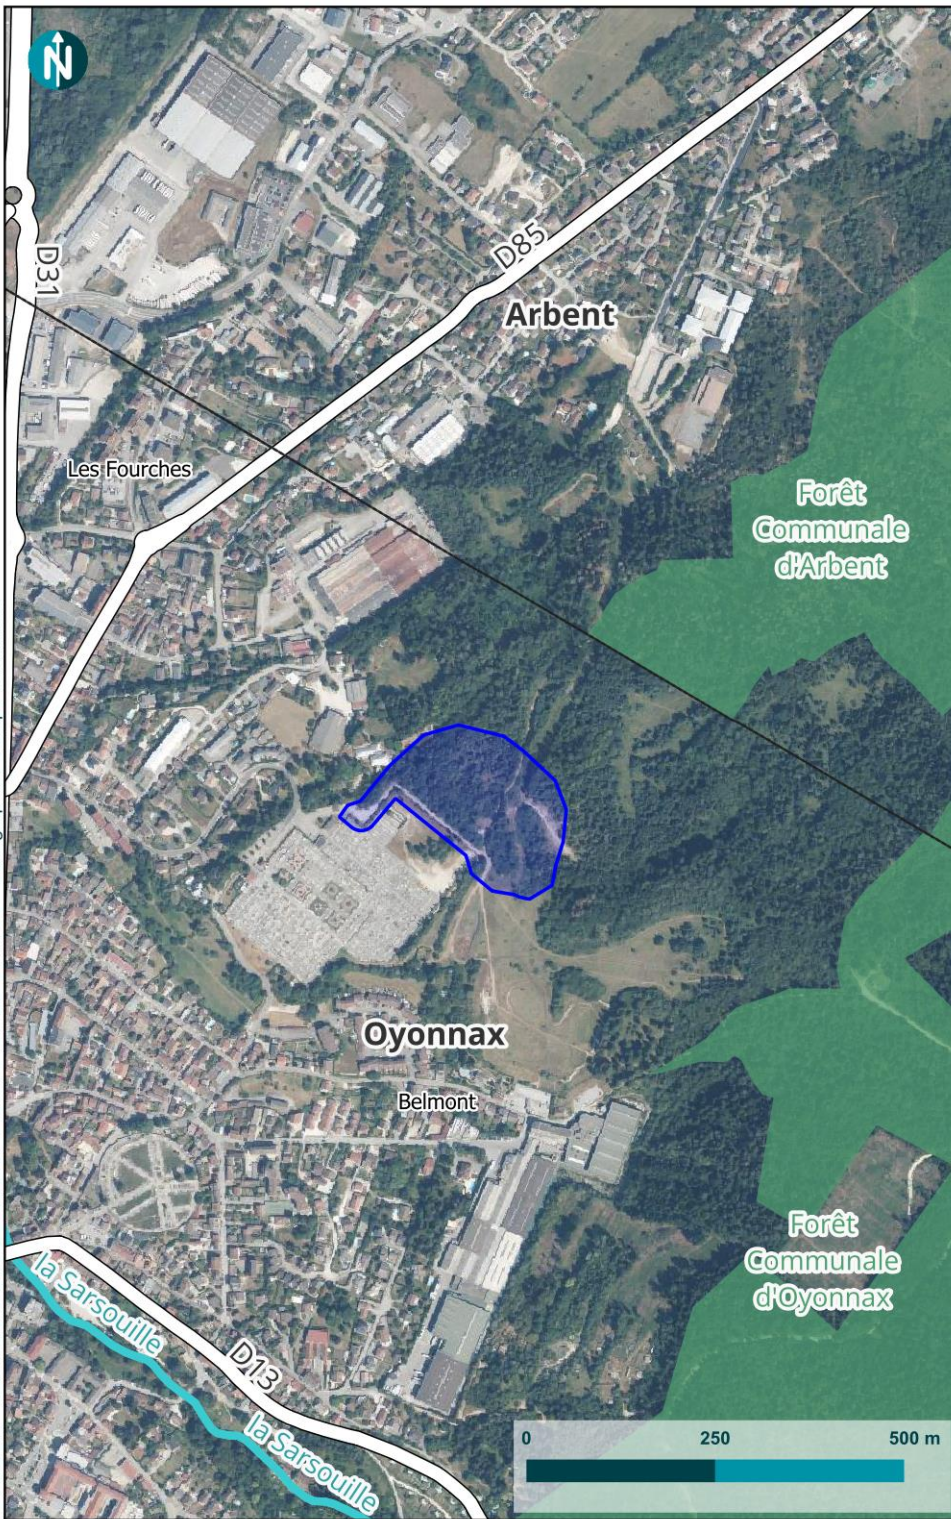 N
D31
D85
Arbent
Les Fourches
Forêt
Communale
d'Arbent
Oyonnax
Belmont
Forêt
Communale
d'Oyonnax
la Sarsouille
D13
la Sarsouille
0 250 500 m